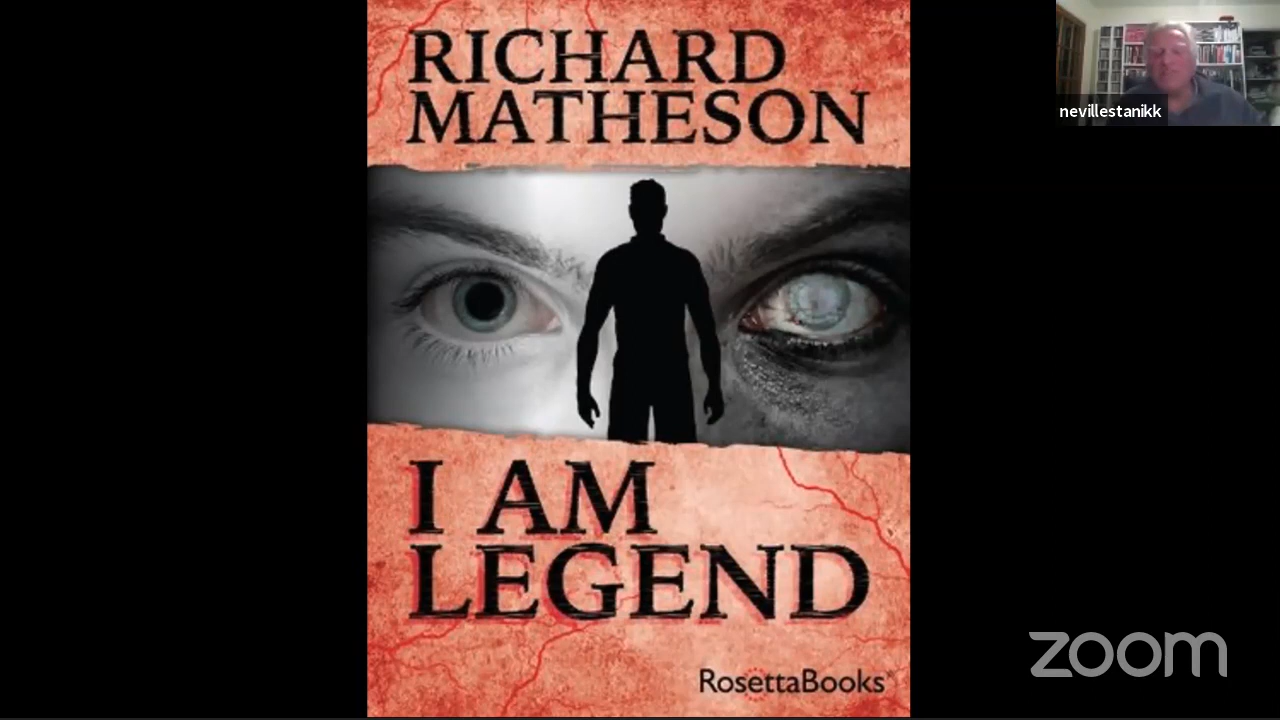 RICHARD
MATHESON
nevillestanikk
I AM
LEGEND
RosettaBooks
zoom